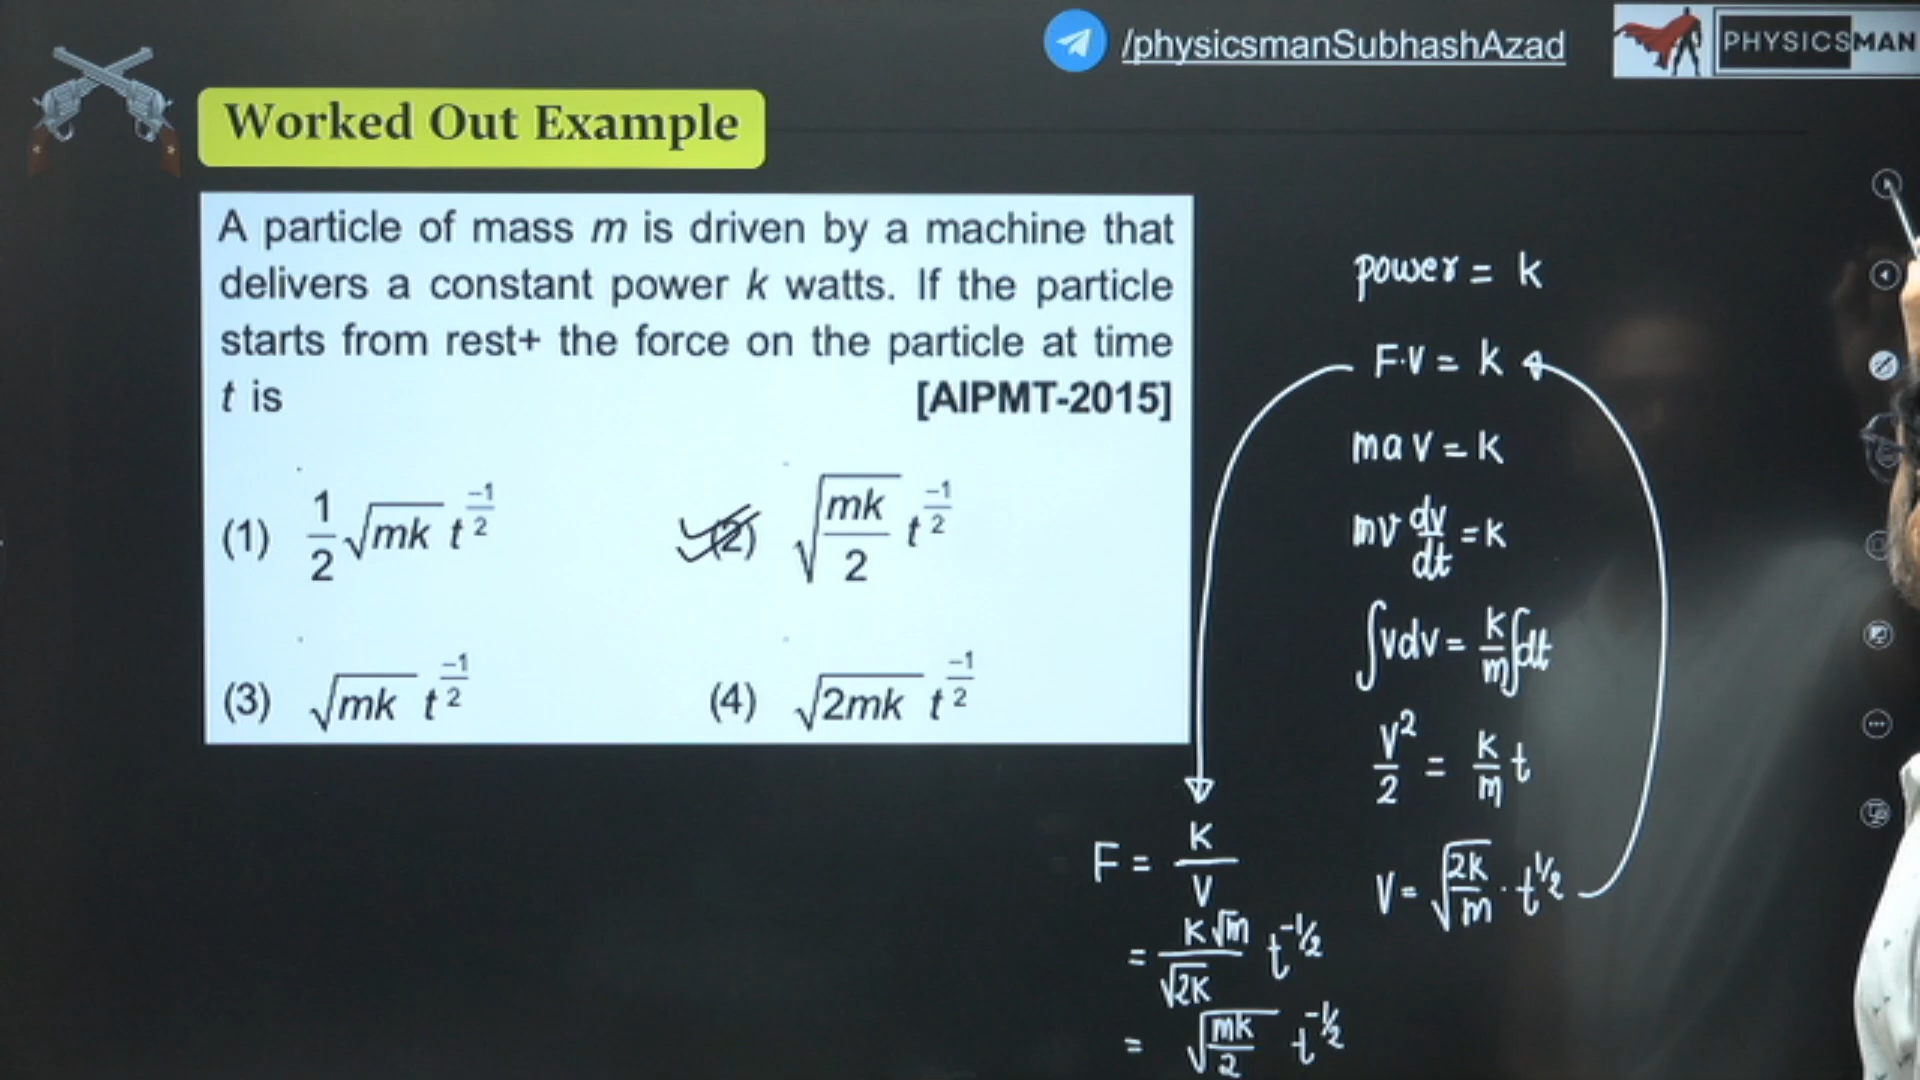 /physicsmanSubhashAzad
PHYSICSMAN
Worked Out Example
A particle of mass m is driven by a machine that
delivers a constant power k watts. If the particle
starts from rest+ the force on the particle at time
t is [AIPMT-2015]
(1) 1/2 √mk t^(-1/2) (2) √(mk/2) t^(-1/2)
(3) √mk t^(-1/2) (4) √2mk t^(-1/2)
power = k
F·V = k
m a v = k
mv dv/dt = k
∫vdv = k/m ∫dt
v²/2 = k/m t
V = √(2k/m) · t^1/2
F = k/v
= k√m/√2k t^-1/2
= √(mk/2) t^-1/2